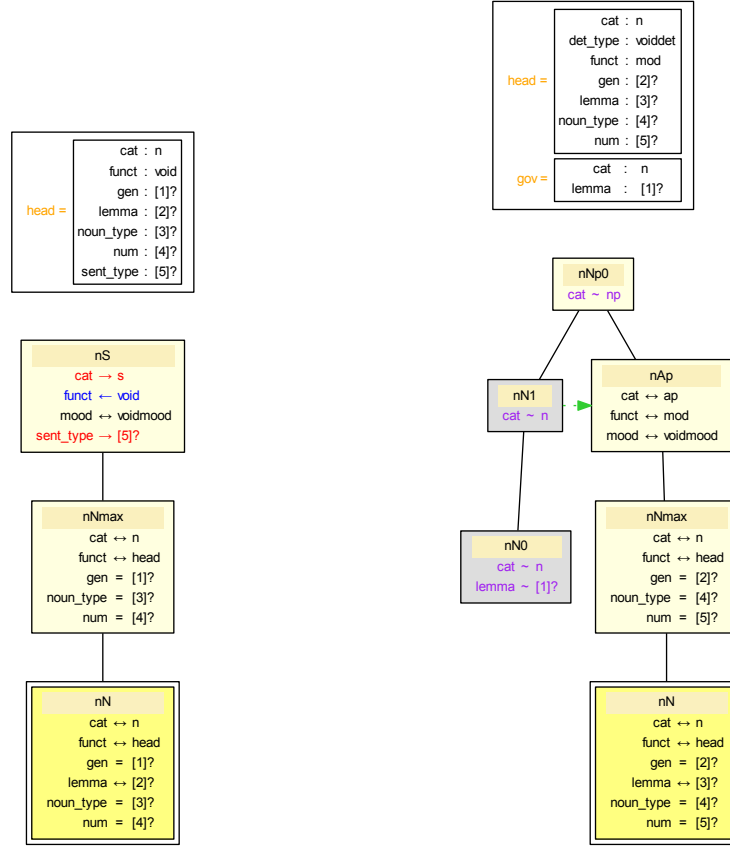 cat : n
funct : void
gen : [1]?
head =
lemma : [2]?
noun_type : [3]?
num : [4]?
sent_type : [5]?
nS
cat → s
funct ← void
mood ↔ voidmood
sent_type → [5]?
nNmax
cat ↔ n
funct ↔ head
gen = [1]?
noun_type = [3]?
num = [4]?
nN
cat ↔ n
funct ↔ head
gen = [1]?
lemma ↔ [2]?
noun_type = [3]?
num = [4]?
cat : n
det_type : voiddet
funct : mod
head =
gen : [2]?
lemma : [3]?
noun_type : [4]?
num : [5]?
gov =
cat : n
lemma : [1]?
nNp0
cat ~ np
nN1
cat ~ n
nAp
cat ↔ ap
funct ↔ mod
mood ↔ voidmood
nN0
cat ~ n
lemma ~ [1]?
nNmax
cat ↔ n
funct ↔ head
gen = [2]?
noun_type = [4]?
num = [5]?
nN
cat ↔ n
funct ↔ head
gen = [2]?
lemma ↔ [3]?
noun_type = [4]?
num = [5]?